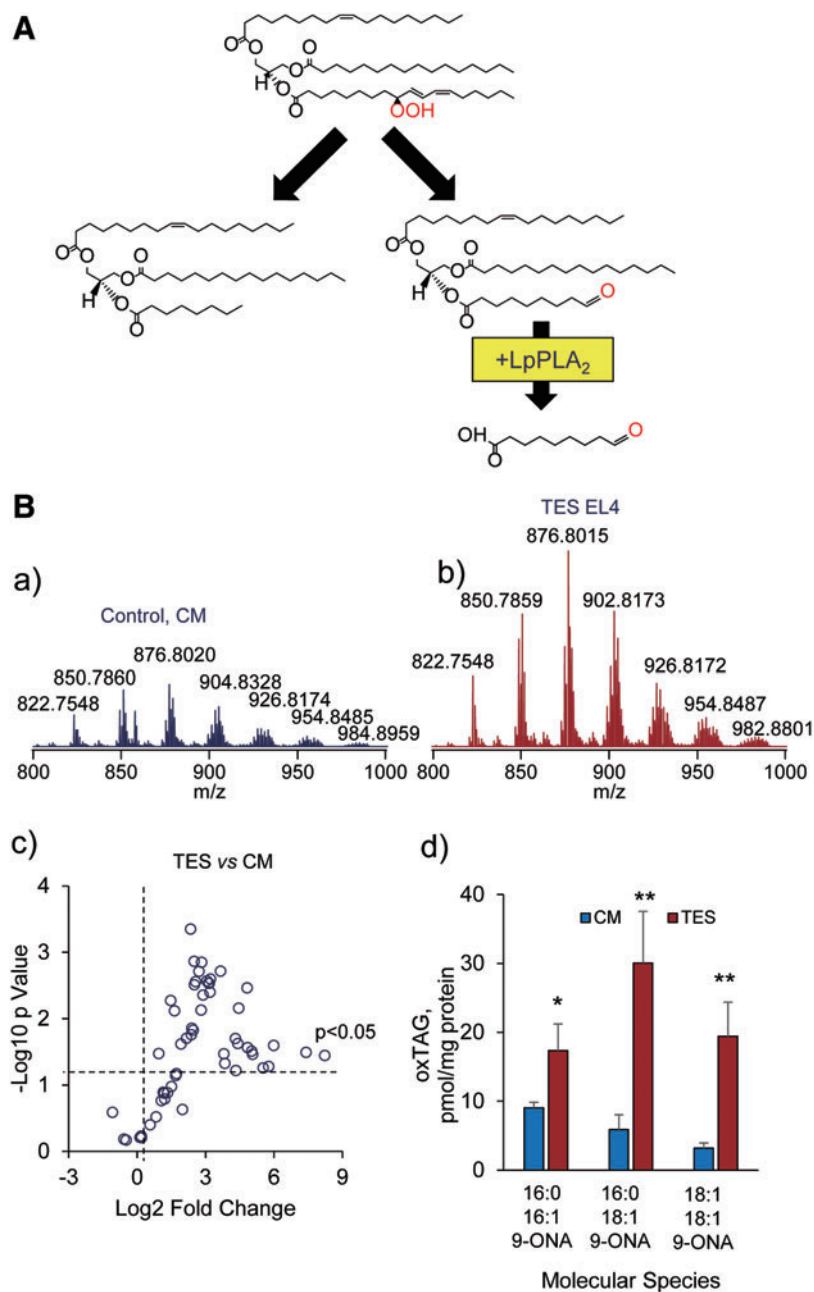 A
O
O
H
O
O
O
O
OOH
O
O
H
O
O
O
O
O
O
H
O
O
O
O
O
+LpPLA₂
OH
O
O
B
TES EL4
a)
b)
Control, CM
822.7548
850.7860
876.8020
904.8328
926.8174
954.8485
984.8959
800 850 900 950 1000
m/z
822.7548
850.7859
876.8015
902.8173
926.8172
954.8487
982.8801
800 850 900 950 1000
m/z
c)
TES vs CM
-Log10 p Value
4
3
2
1
0
p<0.05
-3 0 3 6 9
Log2 Fold Change
d)
oxTAG,
pmol/mg protein
40
30
20
10
0
CM TES
*
**
**
16:0 16:0 18:1
16:1 18:1 18:1
9-ONA 9-ONA 9-ONA
Molecular Species